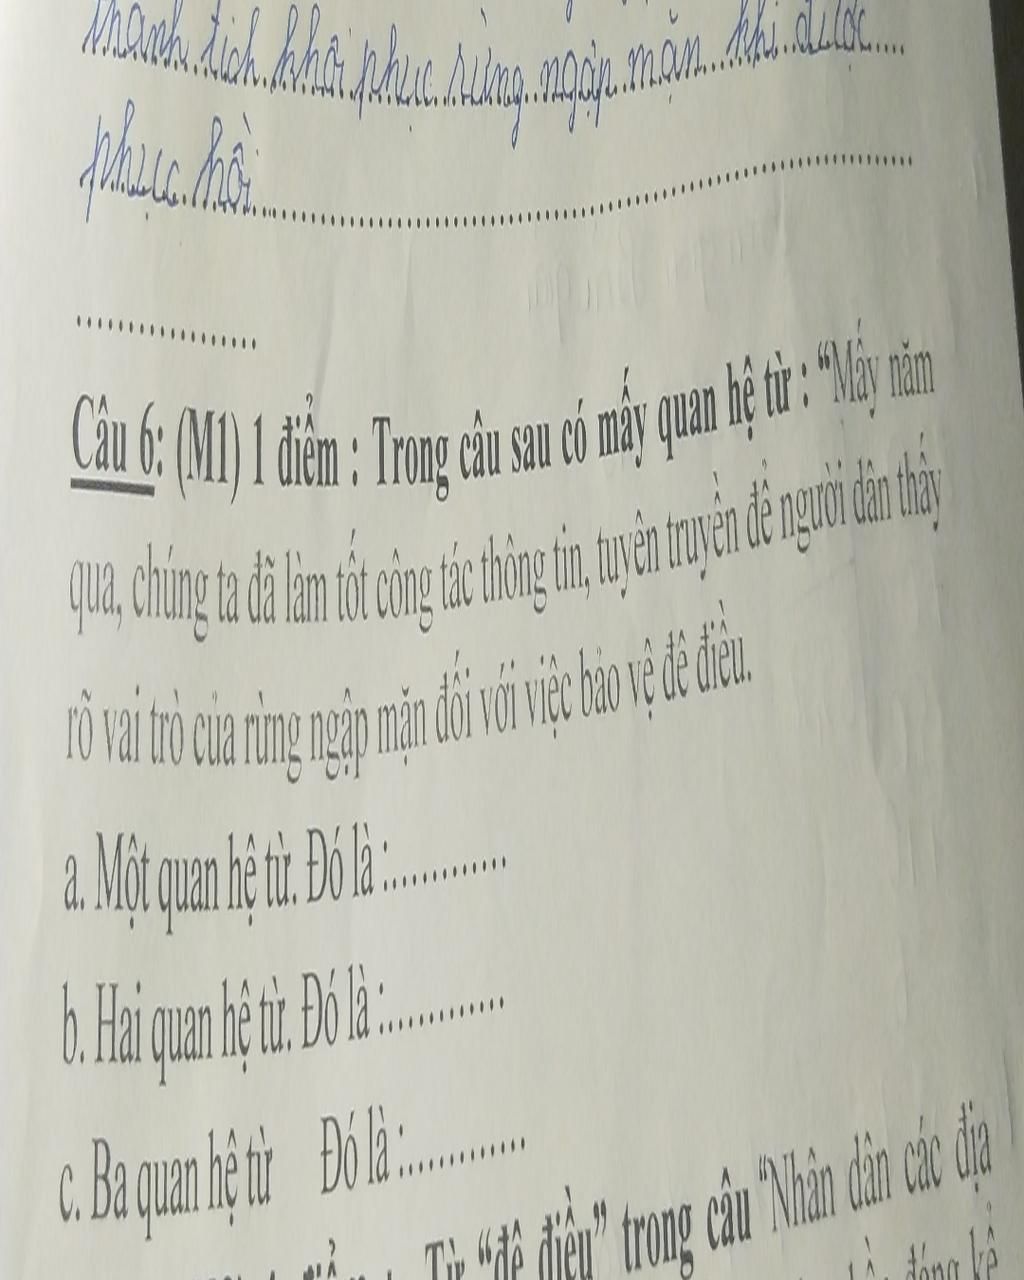 thành tích khôi phục rừng ngập mặn khi được
phục hồi
Câu 6: (M1) 1 điểm : Trong câu sau có mấy quan hệ từ : “Mấy năm
qua, chúng ta đã làm tốt công tác thông tin, tuyên truyền để người dân thấy
rõ vai trò của rừng ngập mặn đối với việc bảo vệ đê điều.
a. Một quan hệ từ. Đó là :............
b. Hai quan hệ từ. Đó là :............
c. Ba quan hệ từ Đó là :............
Từ “đê điều” trong câu “Nhân dân các địa